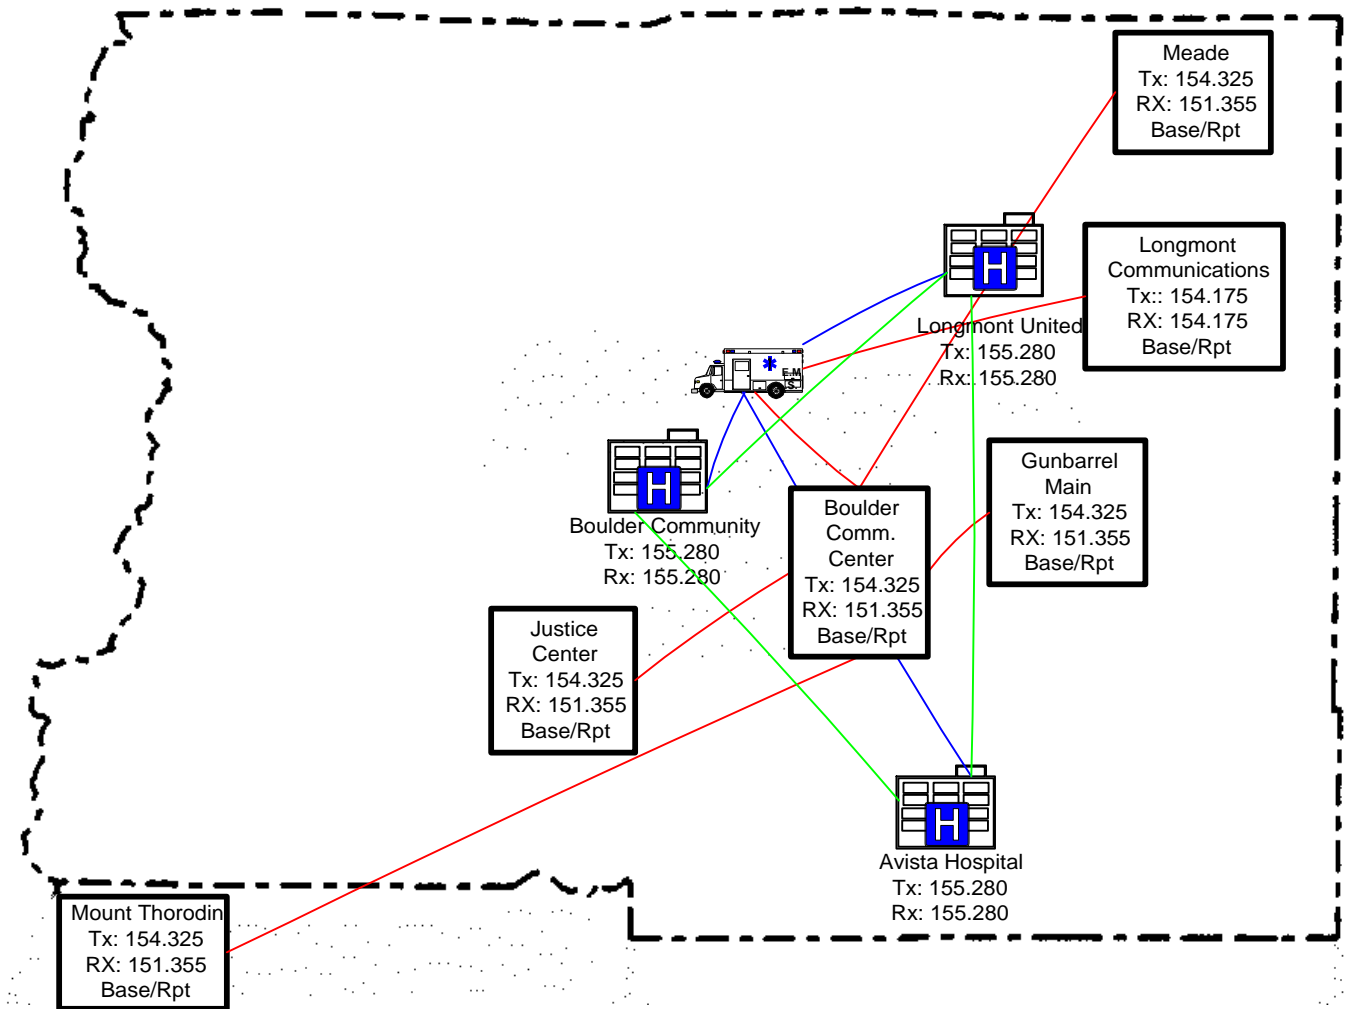 Meade
Tx: 154.325
RX: 151.355
Base/Rpt
Longmont
Communications
Tx:: 154.175
RX: 154.175
Base/Rpt
H
Longmont United
Tx: 155.280
Rx: 155.280
E.M
.
S.
H
Boulder Community
Tx: 155.280
Rx: 155.280
Gunbarrel
Main
Tx: 154.325
RX: 151.355
Base/Rpt
Boulder
Comm.
Center
Tx: 154.325
RX: 151.355
Base/Rpt
Justice
Center
Tx: 154.325
RX: 151.355
Base/Rpt
H
Avista Hospital
Tx: 155.280
Rx: 155.280
Mount Thorodin
Tx: 154.325
RX: 151.355
Base/Rpt